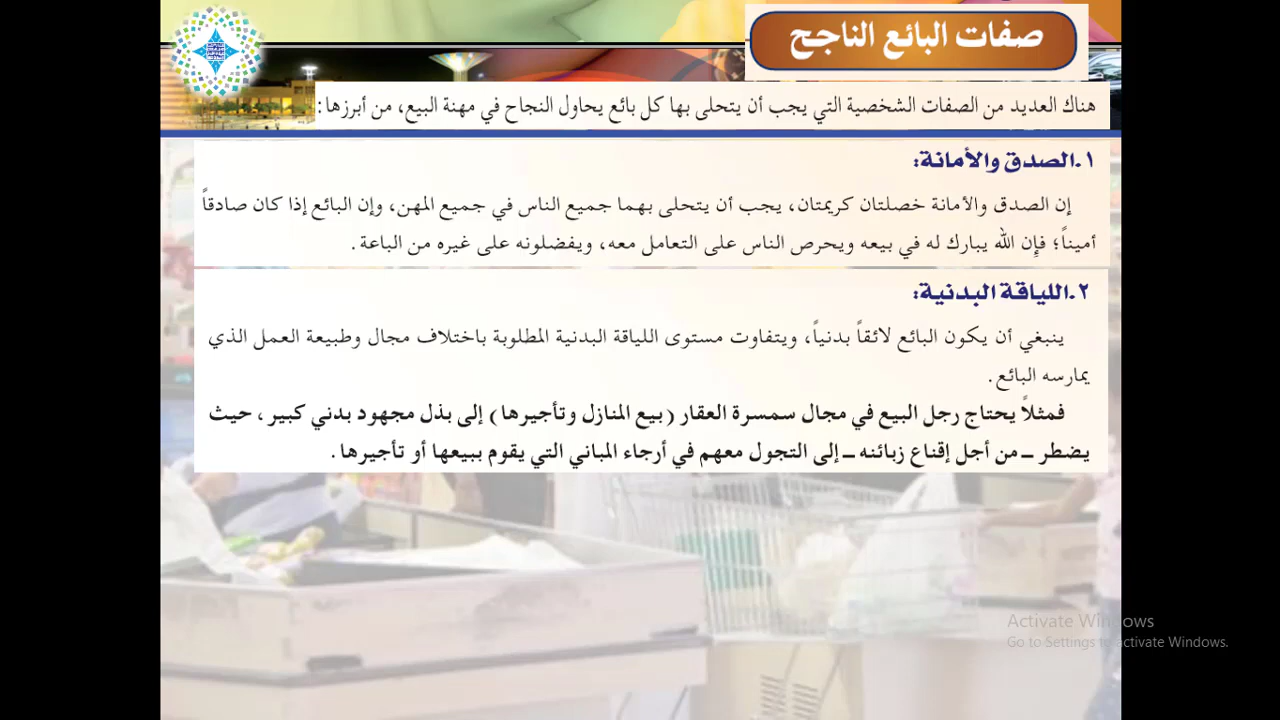 صفات البائع الناجح
هناك العديد من الصفات الشخصية التي يجب أن يتحلى بها كل بائع يحاول النجاح في مهنة البيع، من أبرزها:
١.الصدق والأمانة:
إن الصدق والأمانة خصلتان كريمتان، يجب أن يتحلى بهما جميع الناس في جميع المهن، وإن البائع إذا كان صادقاً
أميناً؛ فإن الله يبارك له في بيعه ويحرص الناس على التعامل معه، ويفضلونه على غيره من الباعة.
٢.اللياقة البدنية:
ينبغي أن يكون البائع لائقاً بدنياً، ويتفاوت مستوى اللياقة البدنية المطلوبة باختلاف مجال وطبيعة العمل الذي
يمارسه البائع.
فمثلاً يحتاج رجل البيع في مجال سمسرة العقار (بيع المنازل وتأجيرها) إلى بذل مجهود بدني كبير، حيث
يضطر ـ من أجل إقناع زبائنه ـ إلى التجول معهم في أرجاء المباني التي يقوم ببيعها أو تأجيرها.
Activate Windows
Go to Settings to activate Windows.